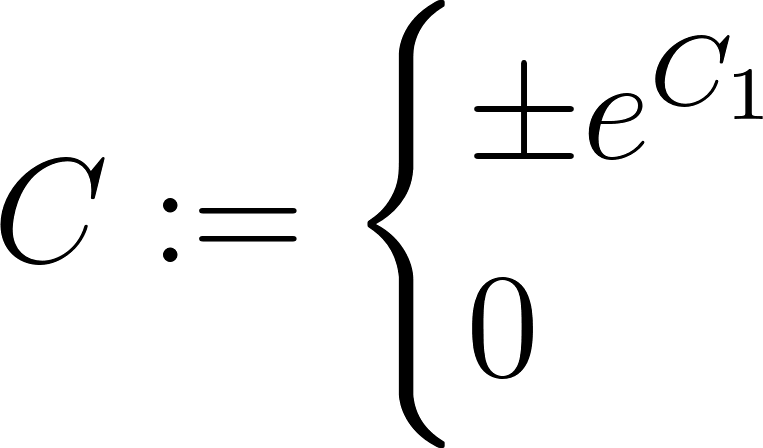 C := { ±e^{C_1}
0